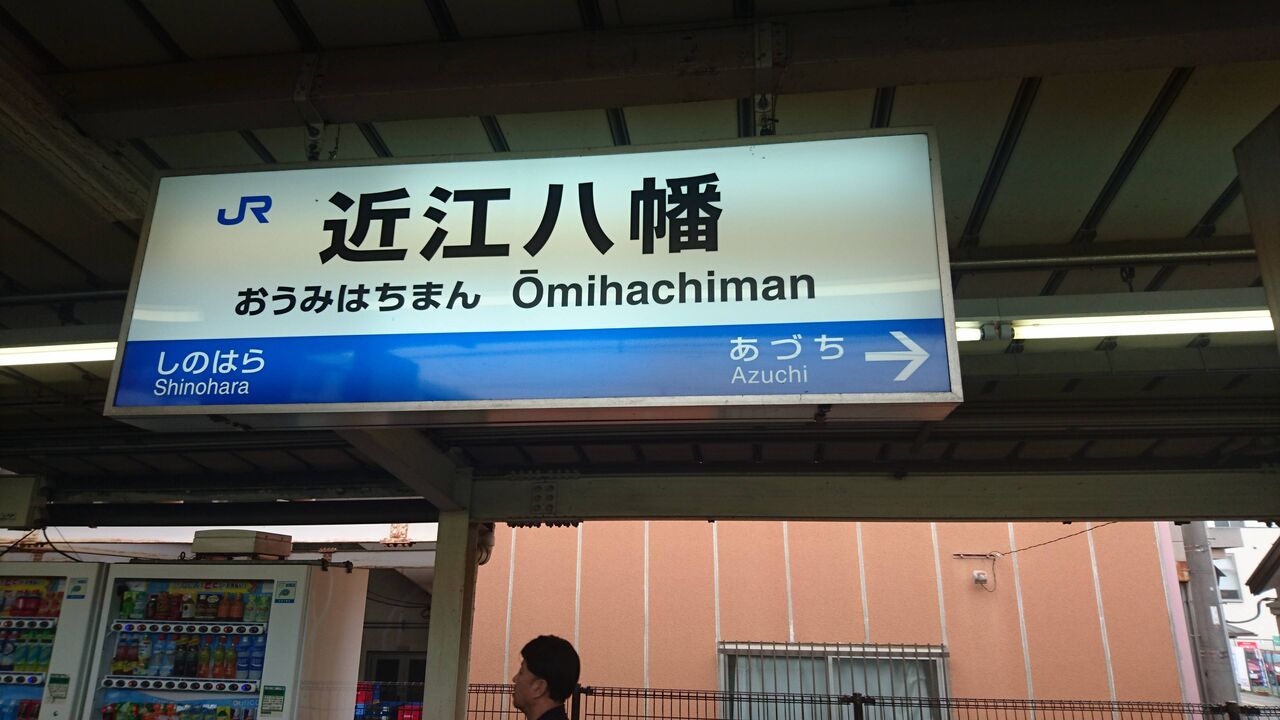 JR 近江八幡
おうみはちまん Ōmihachiman
しのはら あづち →
Shinohara Azuchi